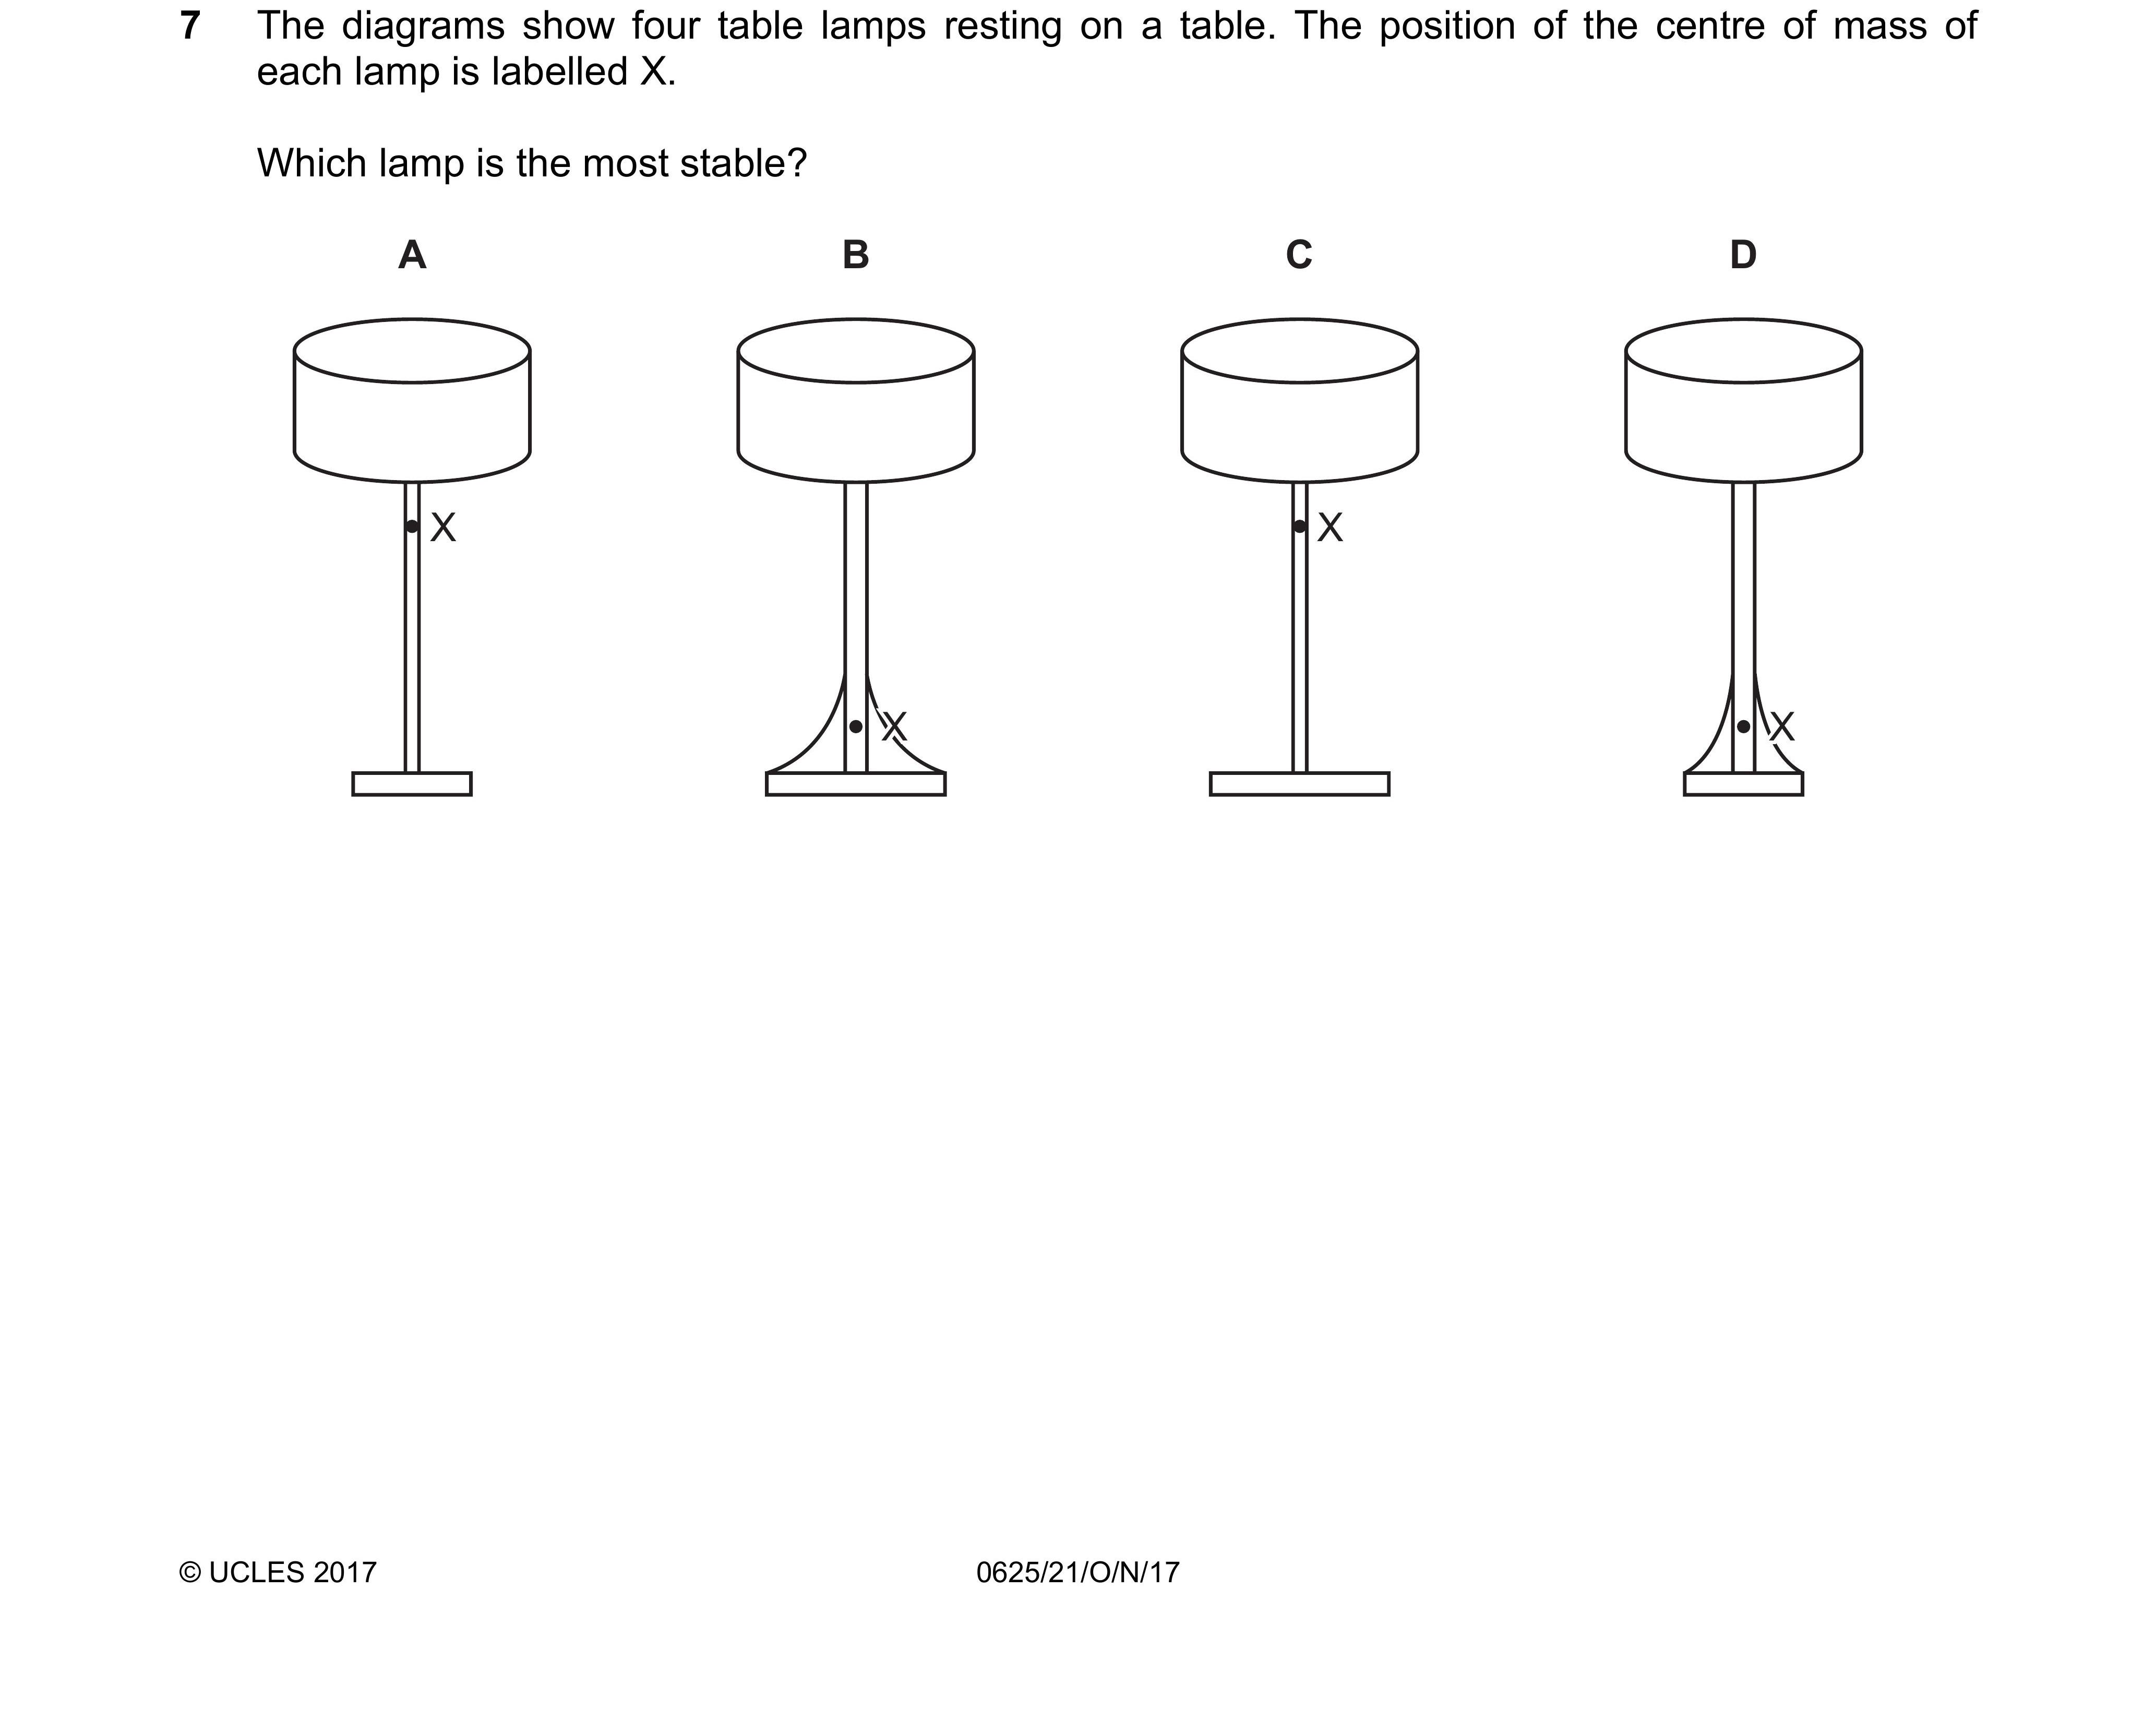 7 The diagrams show four table lamps resting on a table. The position of the centre of mass of
each lamp is labelled X.
Which lamp is the most stable?
A B C D
X X
X X
© UCLES 2017 0625/21/O/N/17